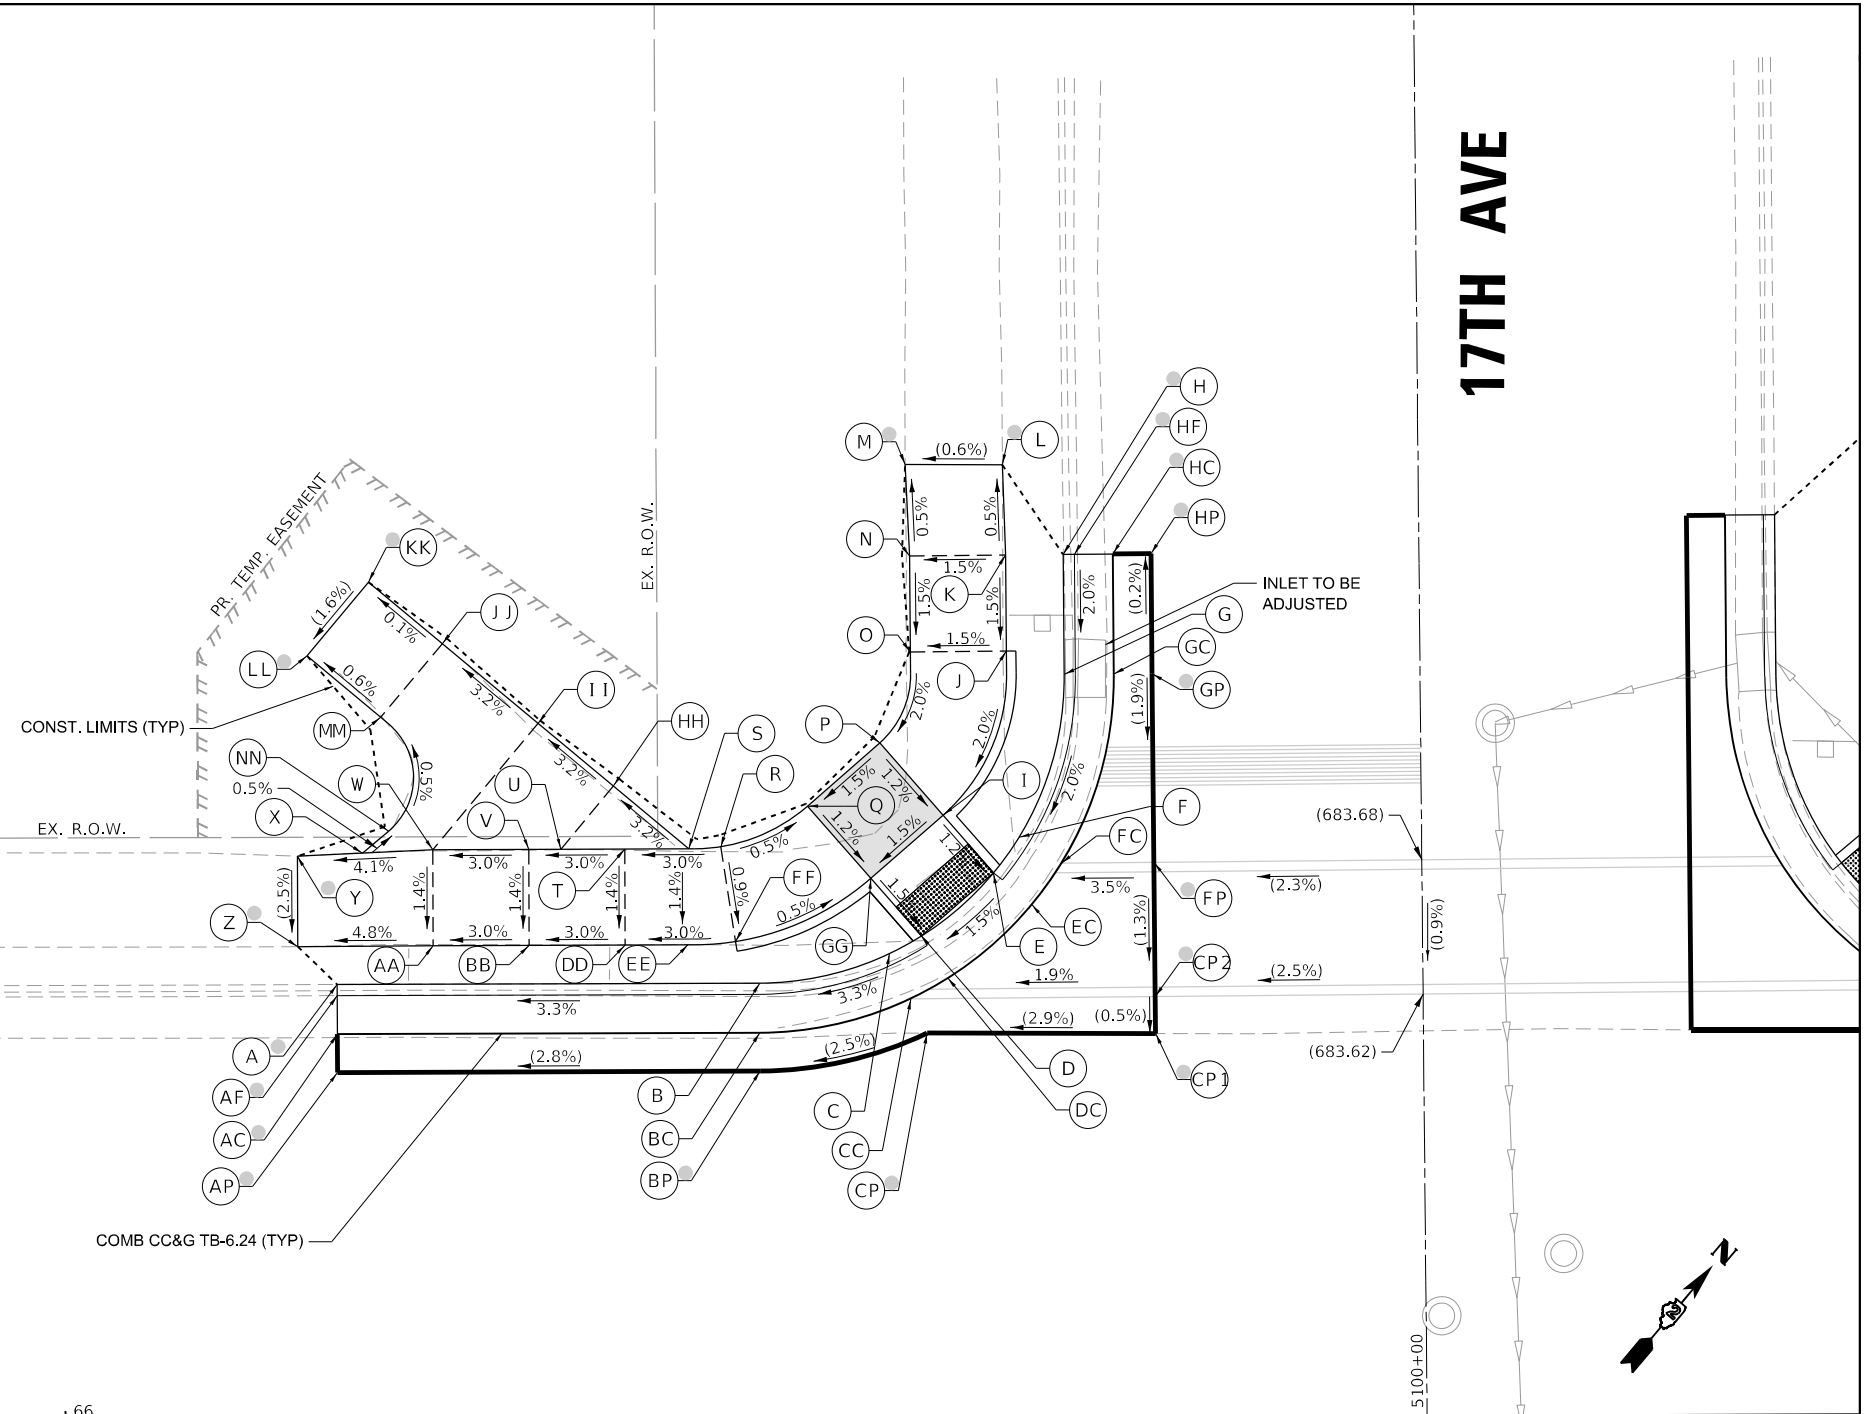 17TH AVE
H
HF
HC
HP
M
L
(0.6%)
0.5%
0.5%
N
1.5%
K
1.5%
1.5%
O
1.5%
J
2.0%
(0.2%)
INLET TO BE
ADJUSTED
G
GC
GP
(1.9%)
EX. R.O.W.
PR. TEMP. EASEMENT
KK
(1.6%)
0.1%
JJ
LL
0.6%
3.2%
II
CONST. LIMITS (TYP)
MM
HH
S
P
2.0%
2.0%
NN
0.5%
0.5%
W
3.2%
U
R
1.5%
1.2%
I
2.0%
X
V
Q
F
EX. R.O.W.
3.2%
0.5%
1.2%
1.5%
1.2
FC
(683.68)
4.1%
3.0%
3.0%
3.0%
(2.5%)
Y
1.4%
1.4%
T
1.4%
1.4%
0.9%
FF
1.5
3.5%
FP
(2.3%)
Z
4.8%
3.0%
3.0%
3.0%
0.5%
GG
1.5%
E
EC
(1.3%)
(0.9%)
AA
BB
DD
EE
CP2
1.9%
(2.5%)
3.3%
3.3%
(2.9%)
(0.5%)
(2.8%)
(2.5%)
(683.62)
A
AF
AC
AP
B
BC
BP
C
CC
CP
D
DC
CP1
COMB CC&G TB-6.24 (TYP)
N
2
5100+00
66